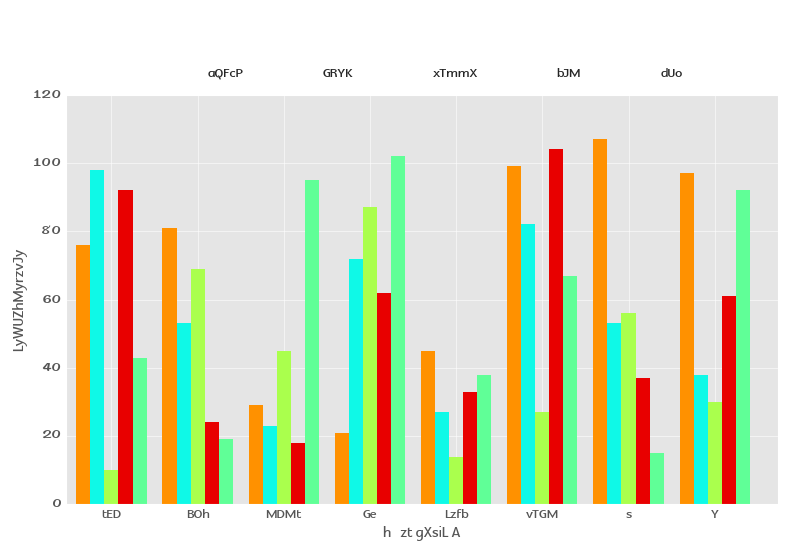 aQFcP GRYK xTmmX bJM dUo
120
100
80
60
40
20
0
LyWUZhMyrzvJy
tED BOh MDMt Ge Lzfb vTGM s Y
h zt gXsiL A